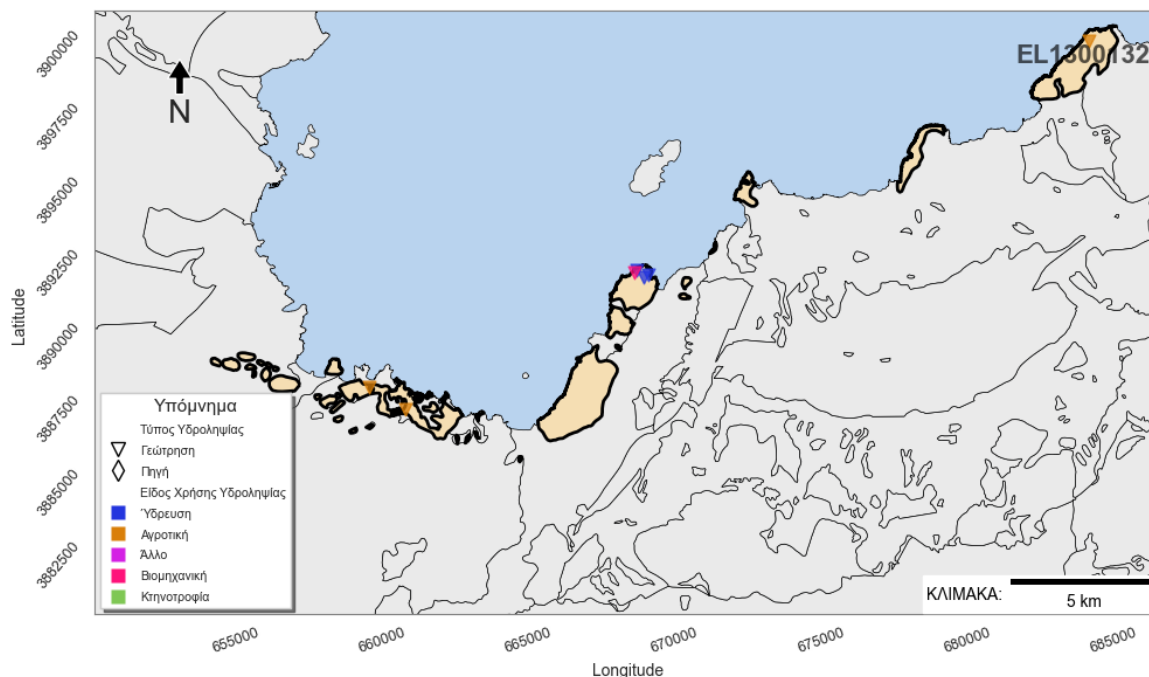 3900000
3897500
3895000
3892500
3890000
3887500
3885000
3882500
Latitude
N
EL1300132
Υπόμνημα
Τύπος Υδροληψίας
Γεώτρηση
Πηγή
Είδος Χρήσης Υδροληψίας
Ύδρευση
Αγροτική
Άλλο
Βιομηχανική
Κτηνοτροφία
ΚΛΙΜΑΚΑ:
5 km
655000
660000
665000
670000
675000
680000
685000
Longitude